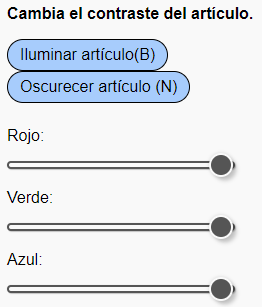 Cambia el contraste del artículo.
Iluminar artículo(B)
Oscurecer artículo (N)
Rojo:
Verde:
Azul: